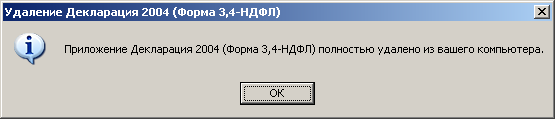 Удаление Декларация 2004 (Форма 3,4-НДФЛ)
Приложение Декларация 2004 (Форма 3,4-НДФЛ) полностью удалено из вашего компьютера.
OK